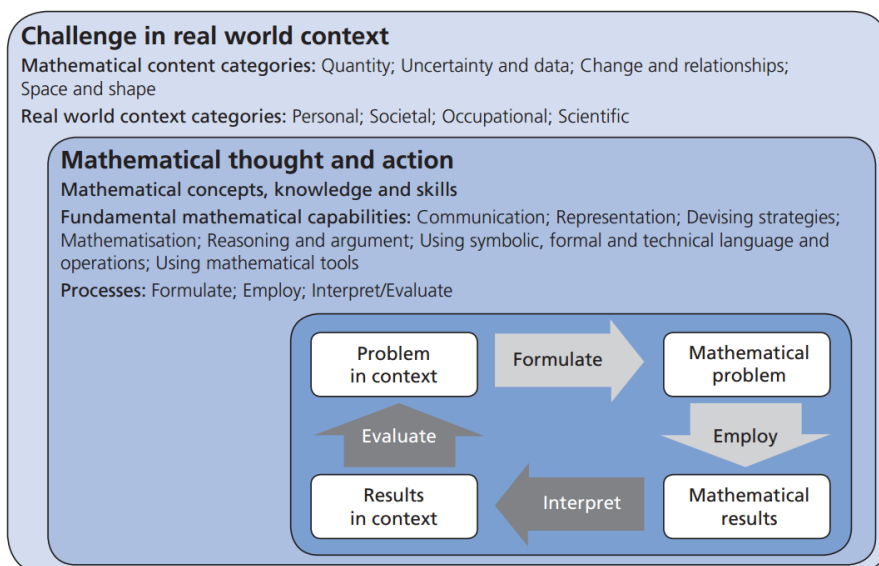 Challenge in real world context
Mathematical content categories: Quantity; Uncertainty and data; Change and relationships;
Space and shape
Real world context categories: Personal; Societal; Occupational; Scientific
Mathematical thought and action
Mathematical concepts, knowledge and skills
Fundamental mathematical capabilities: Communication; Representation; Devising strategies;
Mathematisation; Reasoning and argument; Using symbolic, formal and technical language and
operations; Using mathematical tools
Processes: Formulate; Employ; Interpret/Evaluate
Problem
in context
Formulate
Mathematical
problem
Evaluate
Employ
Results
in context
Interpret
Mathematical
results